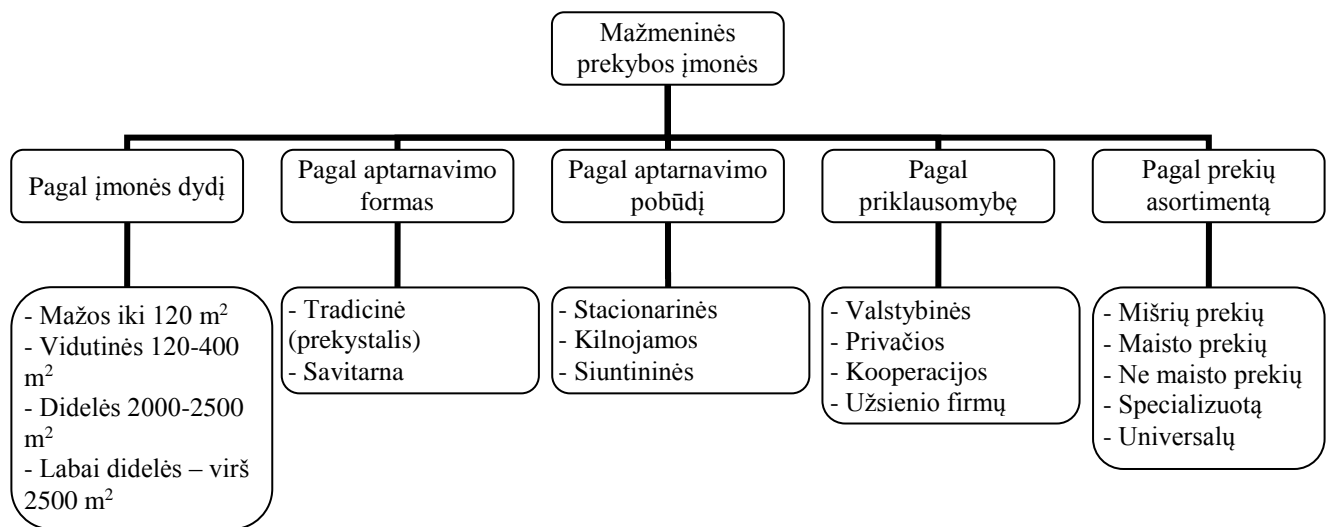 Mažmeninės
prekybos įmonės
Pagal įmonės dydį
Pagal aptarnavimo
formas
Pagal aptarnavimo
pobūdį
Pagal
priklausomybę
Pagal prekių
asortimentą
- Mažos iki 120 m²
- Vidutinės 120-400
m²
- Didelės 2000-2500
m²
- Labai didelės – virš
2500 m²
- Tradicinė
(prekystalis)
- Savitarna
- Stacionarinės
- Kilnojamos
- Siuntininės
- Valstybinės
- Privačios
- Kooperacijos
- Užsienio firmų
- Mišrių prekių
- Maisto prekių
- Ne maisto prekių
- Specializuotą
- Universalų